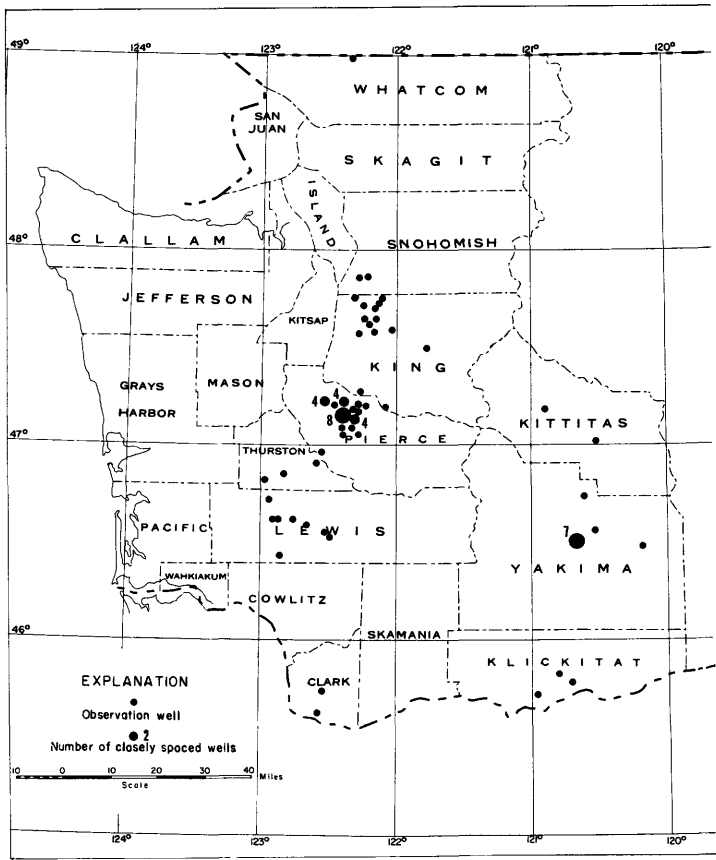 49°
124°
123°
122°
121°
120°
WHATCOM
SAN
JUAN
SKAGIT
ISLAND
CLALLAM
48°
SNOHOMISH
JEFFERSON
KITSAP
KING
GRAYS
HARBOR
MASON
4
4
8
4
PIERCE
KITTITAS
47°
THURSTON
PACIFIC
LEWIS
7
YAKIMA
WAHKIAKUM
COWLITZ
46°
SKAMANIA
KLICKITAT
CLARK
EXPLANATION
Observation well
2
Number of closely spaced wells
10 0 10 20 30 40 Miles
Scale
124°
123°
122°
121°
120°